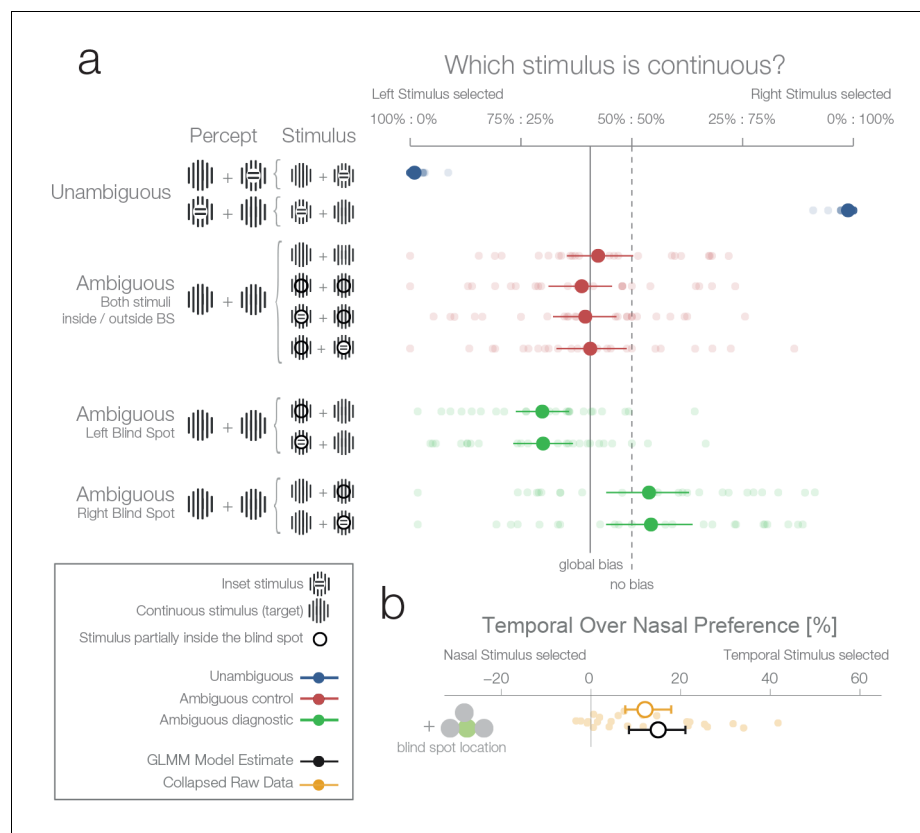 a
Which stimulus is continuous?
Left Stimulus selected
Right Stimulus selected
100% : 0%
75% : 25%
50% : 50%
25% : 75%
0% : 100%
Percept
Stimulus
Unambiguous
+
+
+
+
Ambiguous
Both stimuli
inside / outside BS
+
+
+
+
+
Ambiguous
Left Blind Spot
+
+
+
Ambiguous
Right Blind Spot
+
+
+
global bias
no bias
Inset stimulus
Continuous stimulus (target)
Stimulus partially inside the blind spot
Unambiguous
Ambiguous control
Ambiguous diagnostic
GLMM Model Estimate
Collapsed Raw Data
b
Temporal Over Nasal Preference [%]
Nasal Stimulus selected
Temporal Stimulus selected
−20
0
20
40
60
+
blind spot location